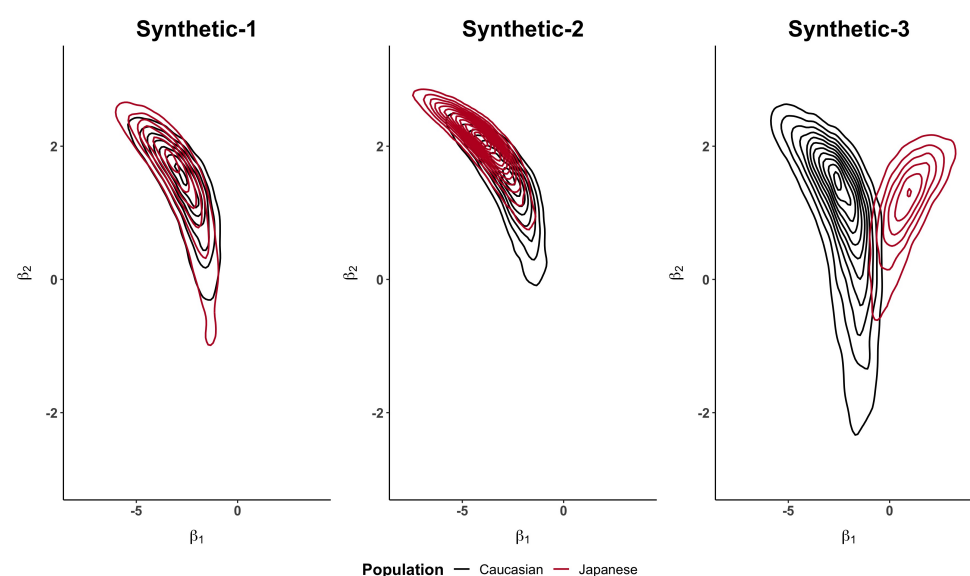 Synthetic-1 Synthetic-2 Synthetic-3
2 2 2
0 0 0
-2 -2 -2
β2 β2 β2
-5 0 -5 0 -5 0
β1 β1 β1
Population Caucasian Japanese